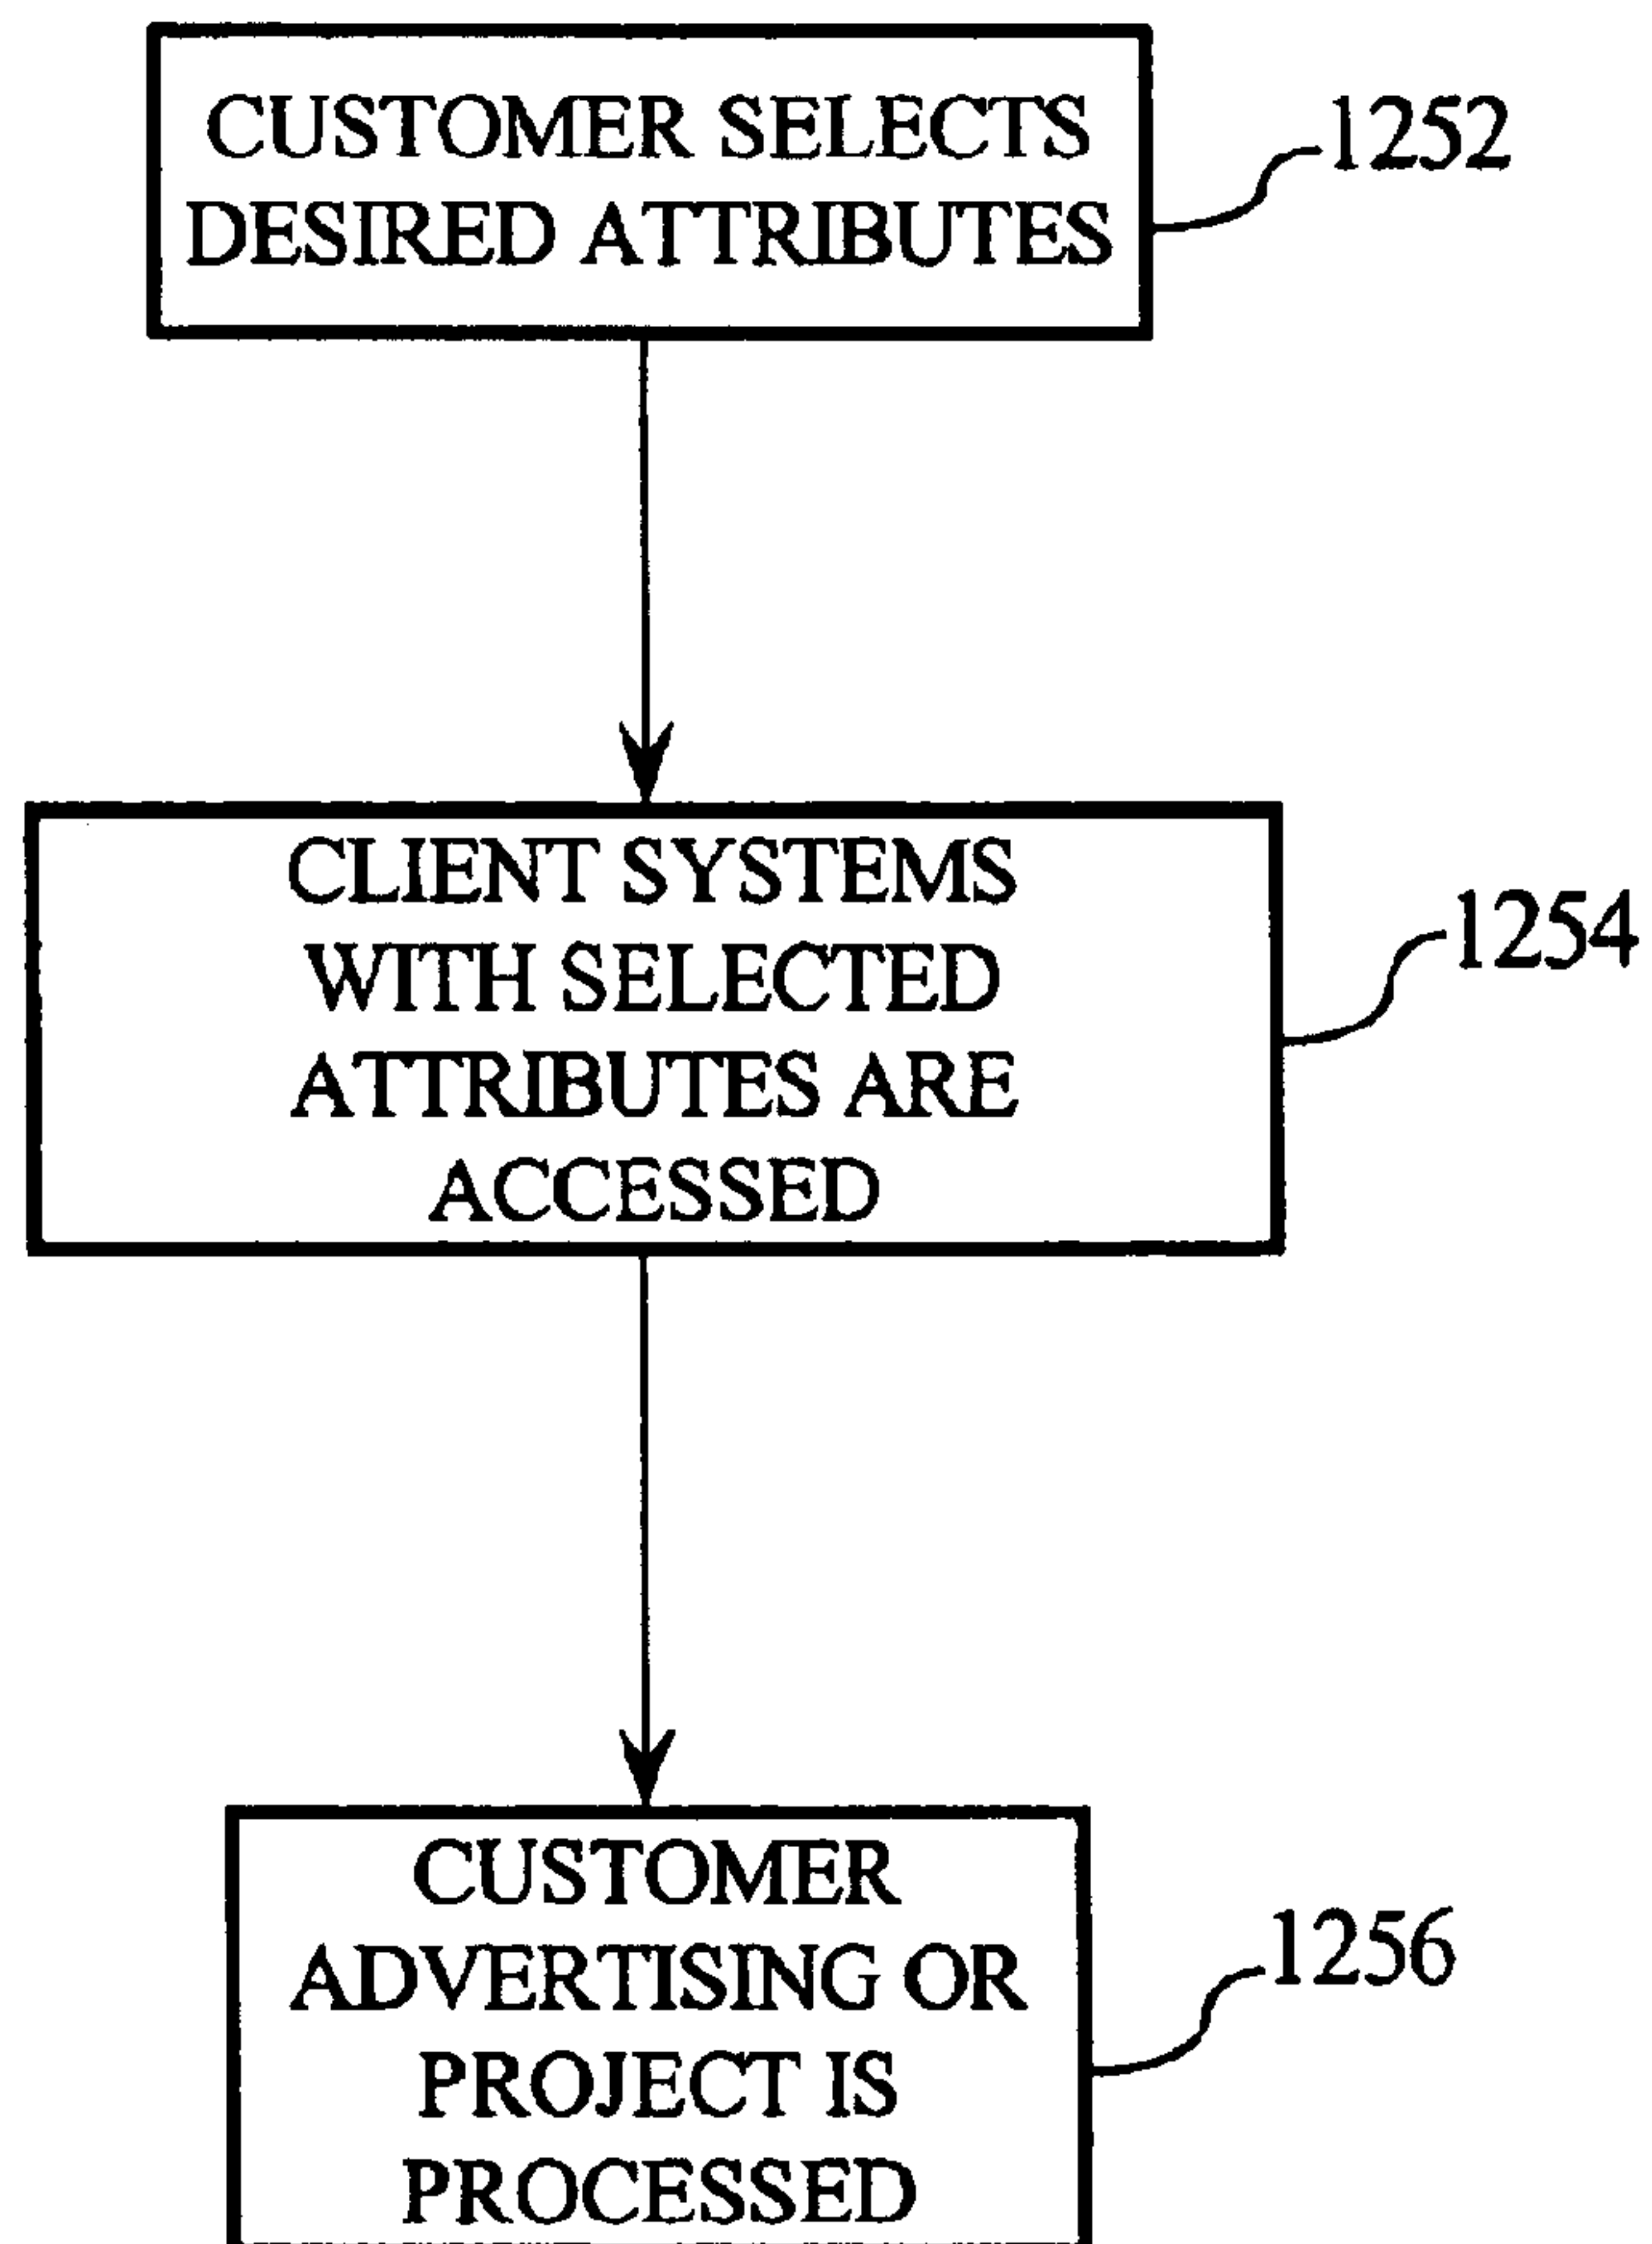 CUSTOMER SELECTS
DESIRED ATTRIBUTES
1252
CLIENT SYSTEMS
WITH SELECTED
ATTRIBUTES ARE
ACCESSED
1254
CUSTOMER
ADVERTISING OR
PROJECT IS
PROCESSED
1256